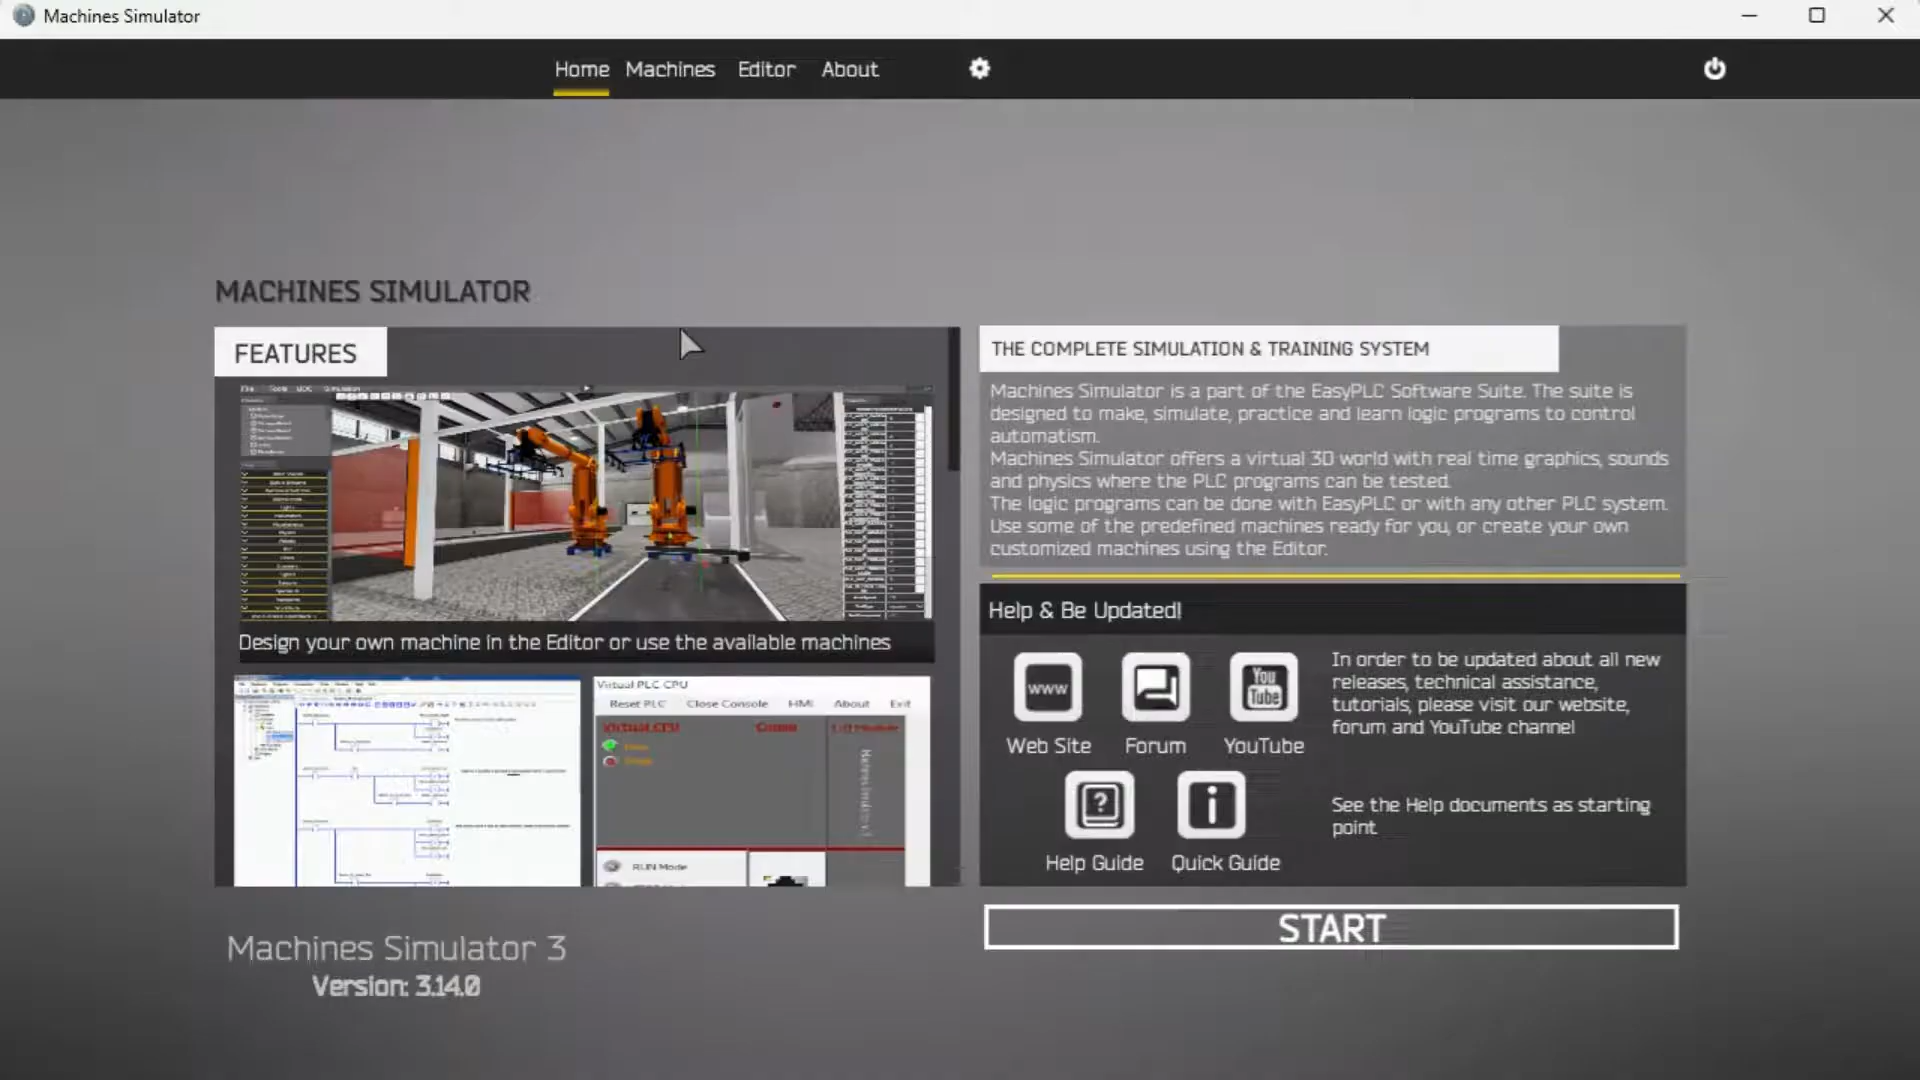 Machines Simulator
Home Machines Editor About
MACHINES SIMULATOR
FEATURES
File Tools UDC Simulation
Design your own machine in the Editor or use the available machines
Virtual PLC CPU
Reset PLC Close Console HMI About Exit
Virtual CPU Comm I/O Module
RUN Mode
Machines Simulator 3
Version: 3.14.0
THE COMPLETE SIMULATION & TRAINING SYSTEM
Machines Simulator is a part of the EasyPLC Software Suite. The suite is
designed to make, simulate, practice and learn logic programs to control
automatism.
Machines Simulator offers a virtual 3D world with real time graphics, sounds
and physics where the PLC programs can be tested.
The logic programs can be done with EasyPLC or with any other PLC system.
Use some of the predefined machines ready for you, or create your own
customized machines using the Editor.
Help & Be Updated!
www
You
Tube
Web Site Forum YouTube
In order to be updated about all new
releases, technical assistance,
tutorials, please visit our website,
forum and YouTube channel
?
i
Help Guide Quick Guide
See the Help documents as starting
point
START